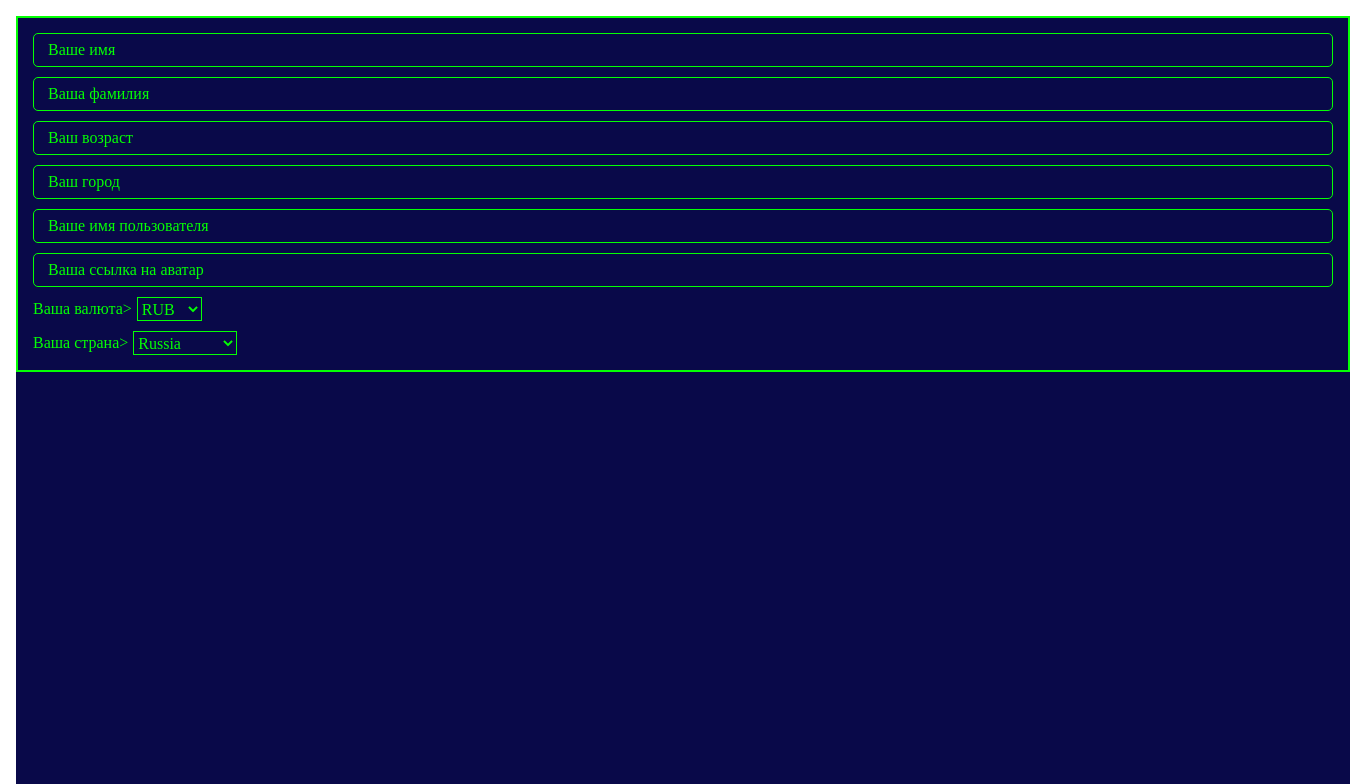 Ваше имя
Ваша фамилия
Ваш возраст
Ваш город
Ваше имя пользователя
Ваша ссылка на аватар
Ваша валюта> RUB
Ваша страна> Russia